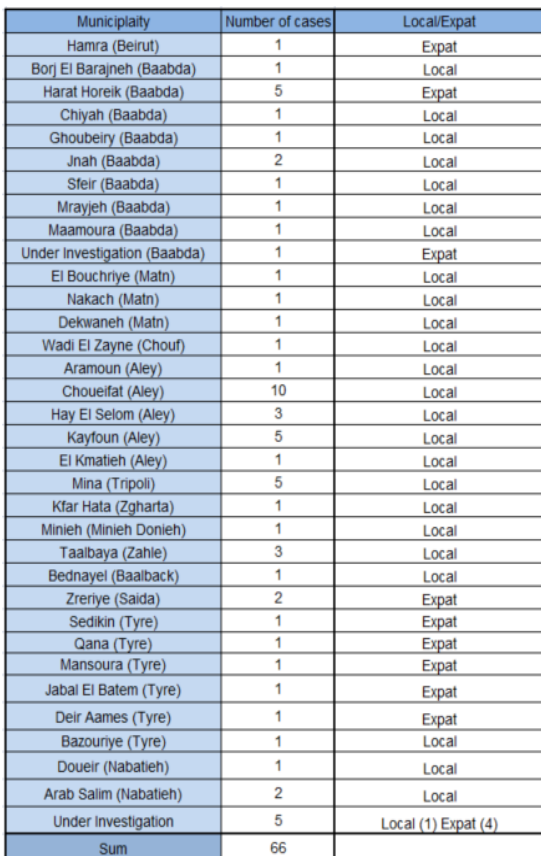 Municiplaity Number of cases Local/Expat
Hamra (Beirut) 1 Expat
Borj El Barajneh (Baabda) 1 Local
Harat Horeik (Baabda) 5 Expat
Chiyah (Baabda) 1 Local
Ghoubeiry (Baabda) 1 Local
Jnah (Baabda) 2 Local
Sfeir (Baabda) 1 Local
Mrayjeh (Baabda) 1 Local
Maamoura (Baabda) 1 Local
Under Investigation (Baabda) 1 Expat
El Bouchriye (Matn) 1 Local
Nakach (Matn) 1 Local
Dekwaneh (Matn) 1 Local
Wadi El Zayne (Chouf) 1 Local
Aramoun (Aley) 1 Local
Choueifat (Aley) 10 Local
Hay El Selom (Aley) 3 Local
Kayfoun (Aley) 5 Local
El Kmatieh (Aley) 1 Local
Mina (Tripoli) 5 Local
Kfar Hata (Zgharta) 1 Local
Minieh (Minieh Donieh) 1 Local
Taalbaya (Zahle) 3 Local
Bednayel (Baalback) 1 Local
Zreriye (Saida) 2 Expat
Sedikin (Tyre) 1 Expat
Qana (Tyre) 1 Expat
Mansoura (Tyre) 1 Expat
Jabal El Batem (Tyre) 1 Expat
Deir Aames (Tyre) 1 Expat
Bazouriye (Tyre) 1 Local
Doueir (Nabatieh) 1 Local
Arab Salim (Nabatieh) 2 Local
Under Investigation 5 Local (1) Expat (4)
Sum 66